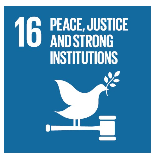 16 PEACE, JUSTICE
AND STRONG
INSTITUTIONS